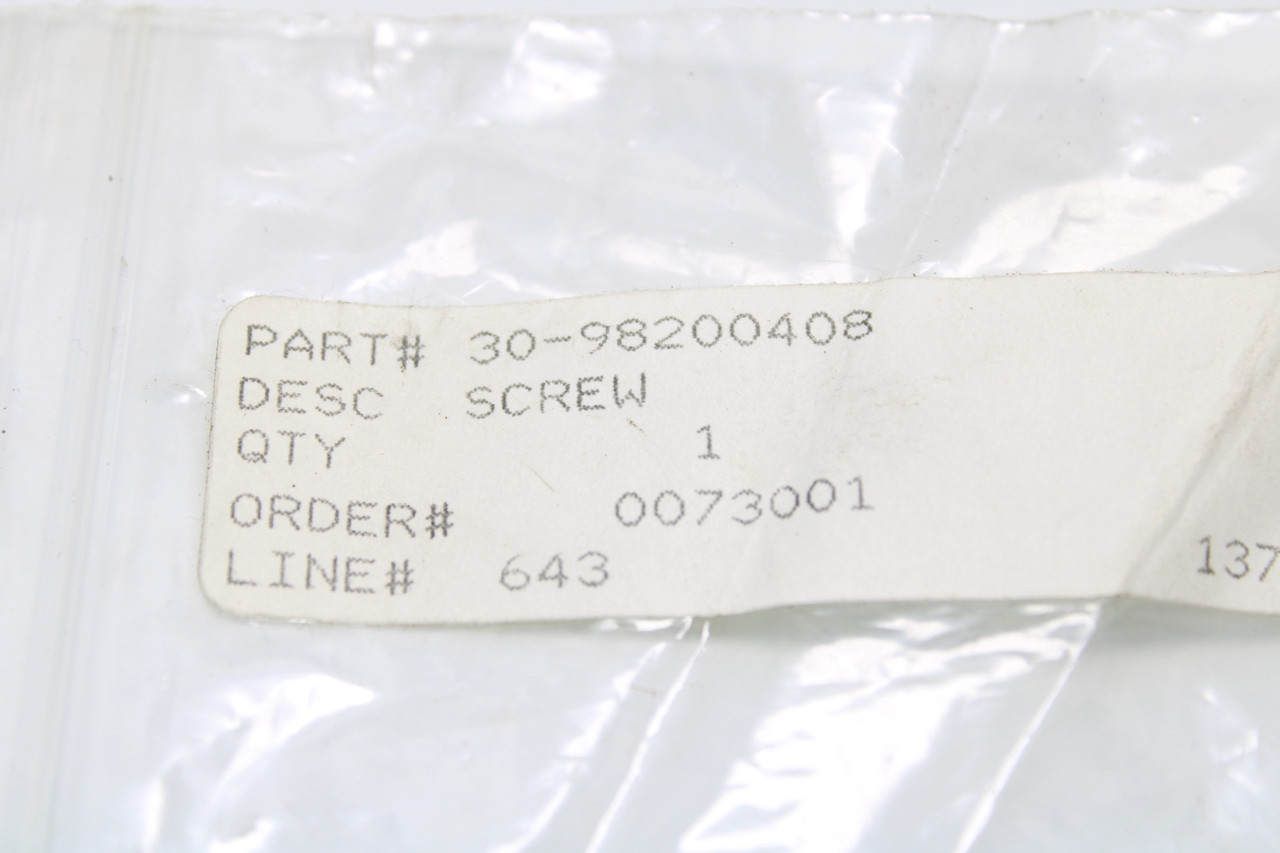 PART# 30-98200408
DESC SCREW
QTY 1
ORDER# 0073001
LINE# 643 137